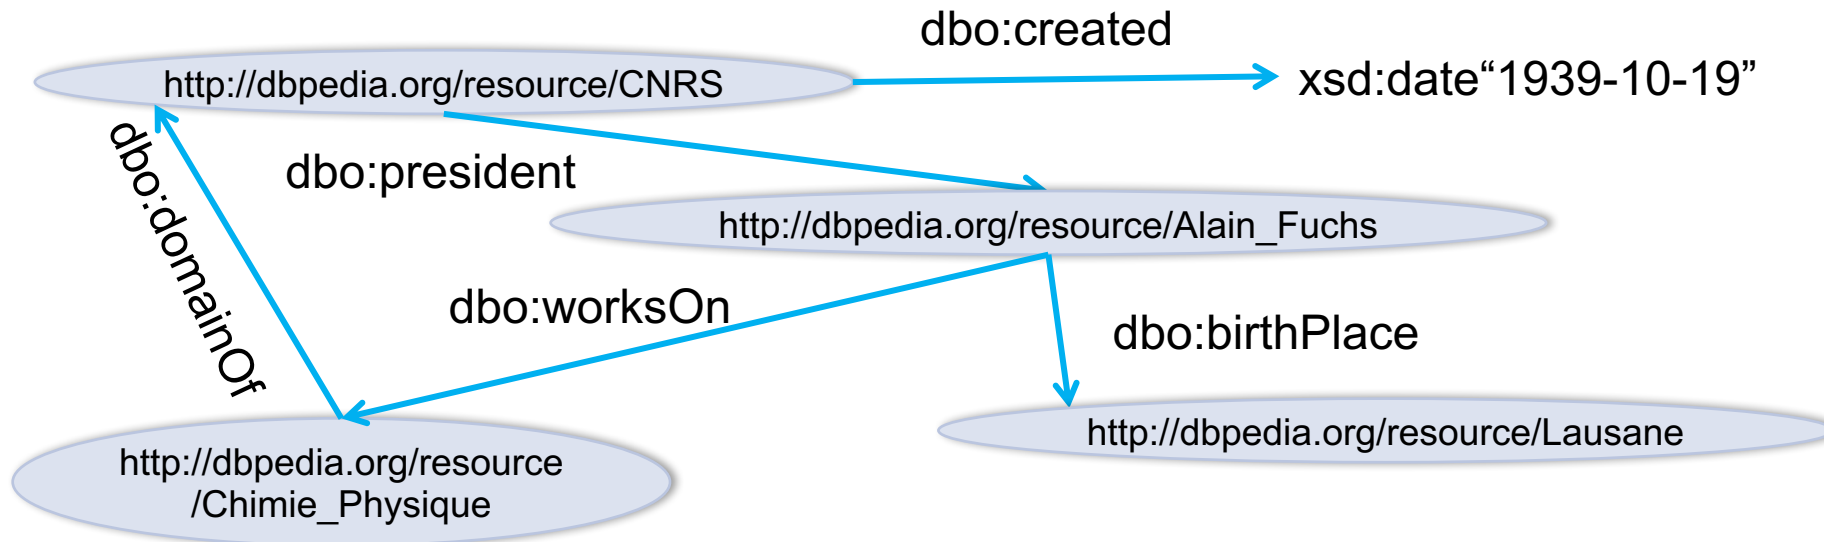 dbo:created
http://dbpedia.org/resource/CNRS
xsd:date“1939-10-19”
dbo:domainOf
dbo:president
http://dbpedia.org/resource/Alain_Fuchs
dbo:worksOn
dbo:birthPlace
http://dbpedia.org/resource/Lausane
http://dbpedia.org/resource
/Chimie_Physique